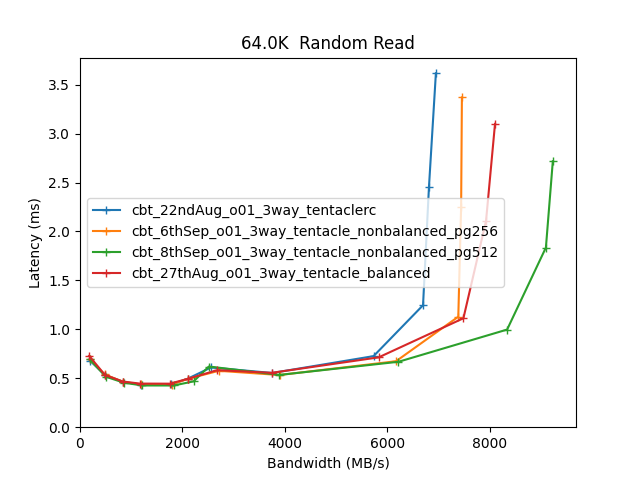 64.0K  Random Read
Latency (ms)
3.5
3.0
2.5
2.0
1.5
1.0
0.5
0.0
cbt_22ndAug_o01_3way_tentaclerc
cbt_6thSep_o01_3way_tentacle_nonbalanced_pg256
cbt_8thSep_o01_3way_tentacle_nonbalanced_pg512
cbt_27thAug_o01_3way_tentacle_balanced
0 2000 4000 6000 8000
Bandwidth (MB/s)